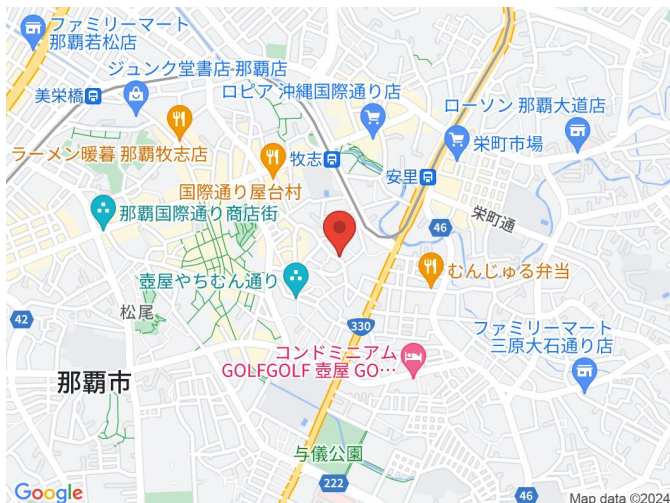 ファミリーマート
那覇若松店
ジュンク堂書店 那覇店
美栄橋
ロピア 沖縄国際通り店
ローソン 那覇大道店
ラーメン暖暮 那覇牧志店
牧志
栄町市場
安里
国際通り屋台村
那覇国際通り商店街
栄町通
46
壺屋やちむん通り
むんじゅる弁当
42
松尾
330
ファミリーマート
三原大石通り店
コンドミニアム
GOLFGOLF 壺屋 GO…
那覇市
与儀公園
222
46
Google
Map data ©2024